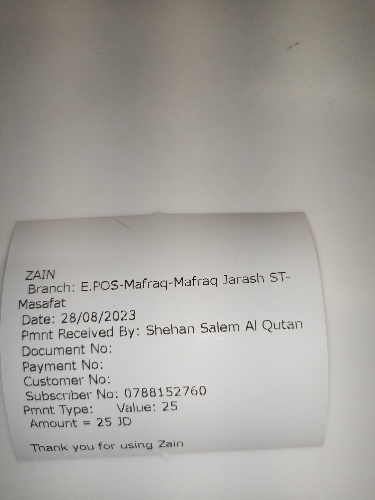 ZAIN
Branch: E.POS-Mafraq-Mafraq Jarash ST-
Masafat
Date: 28/08/2023
Pmnt Received By: Shehan Salem Al Qutan
Document No:
Payment No:
Customer No:
Subscriber No: 0788152760
Pmnt Type: Value: 25
Amount = 25 JD
Thank you for using Zain